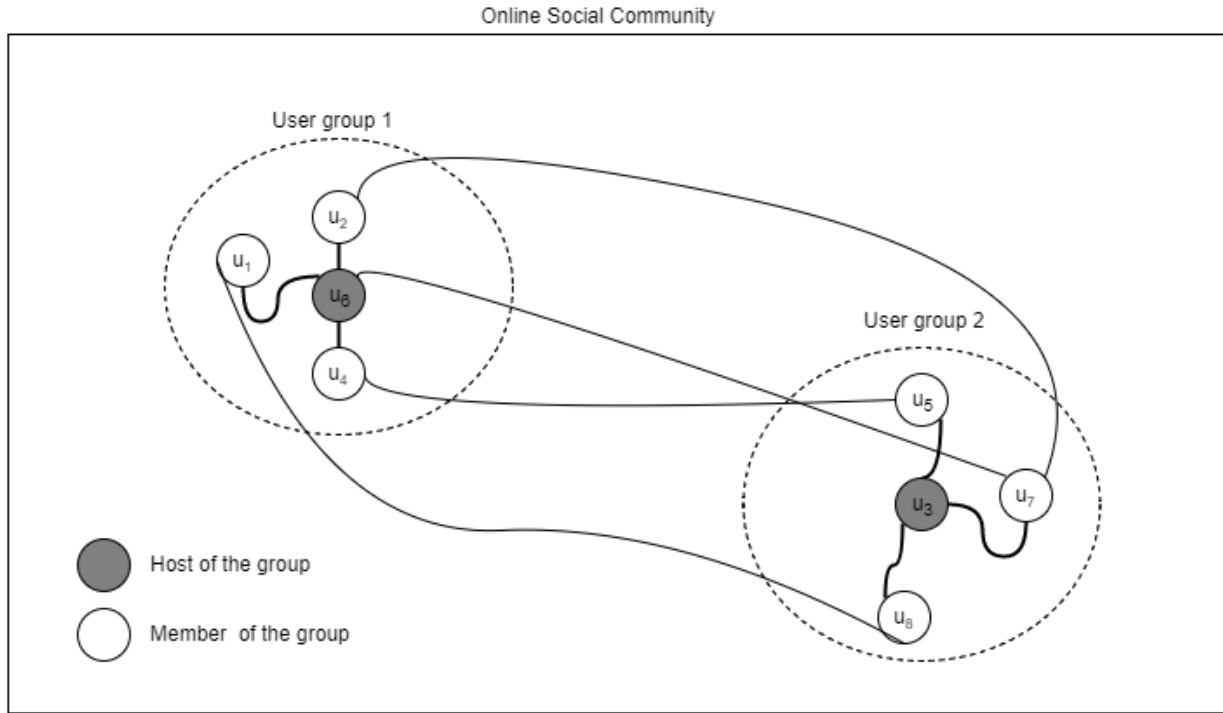 Online Social Community
User group 1
u₂
u₁
u₆
User group 2
u₄
u₅
u₇
u₃
Host of the group
u₈
Member of the group